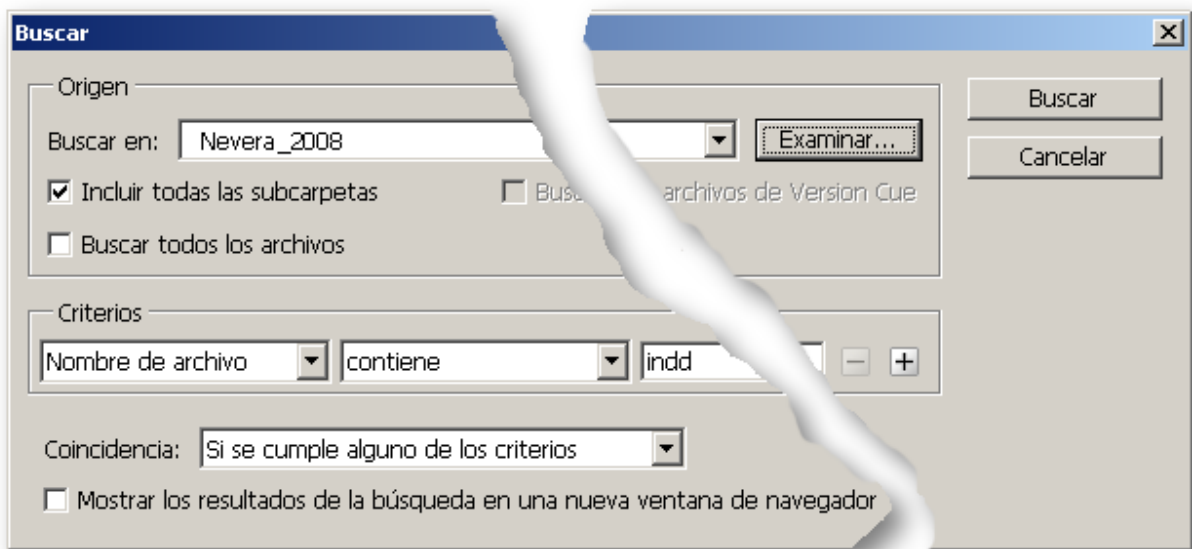 Buscar
Origen
Buscar en: Nevera_2008 Examinar...
Incluir todas las subcarpetas
archivos de Version Cue
Buscar todos los archivos
Buscar
Cancelar
Criterios
Nombre de archivo contiene indd
Coincidencia: Si se cumple alguno de los criterios
Mostrar los resultados de la búsqueda en una nueva ventana de navegador